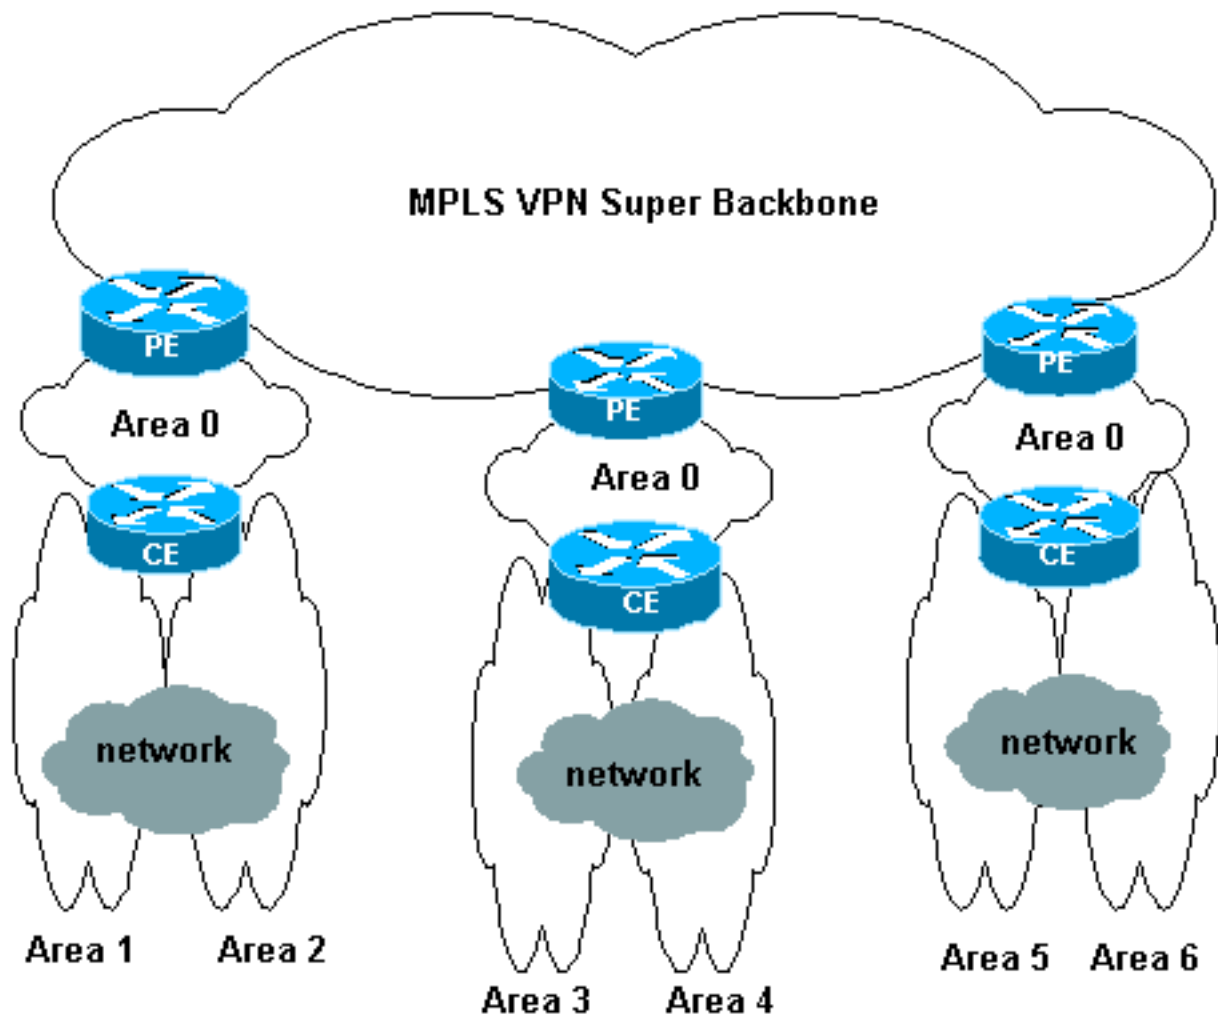 MPLS VPN Super Backbone
PE
PE
PE
Area 0
Area 0
Area 0
CE
CE
CE
network
network
network
Area 1
Area 2
Area 3
Area 4
Area 5
Area 6